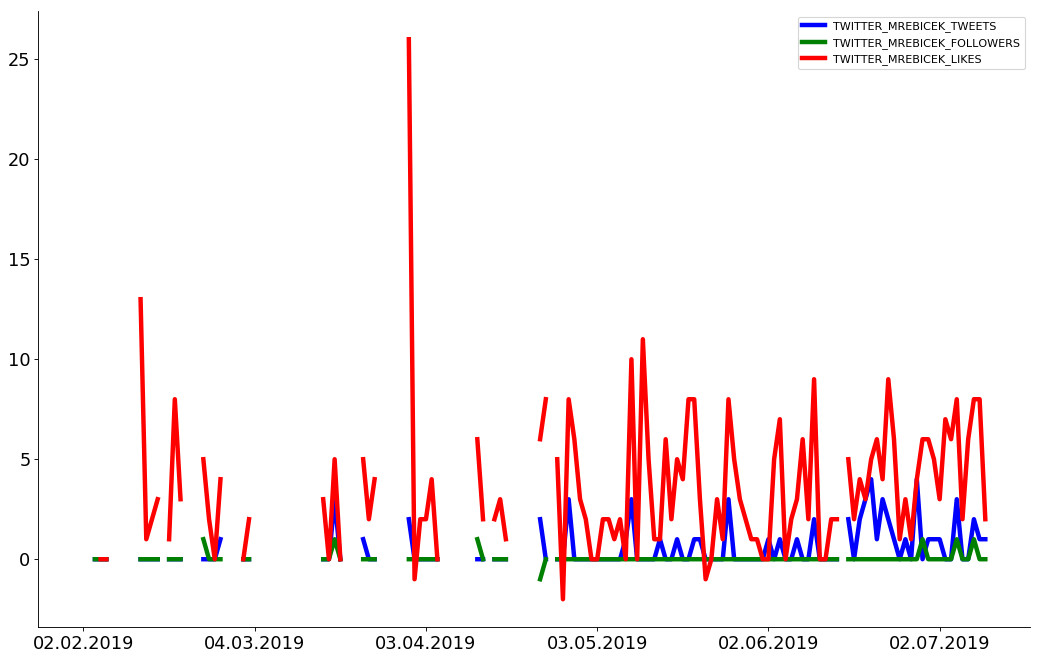 TWITTER_MREBICEK_TWEETS
TWITTER_MREBICEK_FOLLOWERS
TWITTER_MREBICEK_LIKES
25
20
15
10
5
0
02.02.2019 04.03.2019 03.04.2019 03.05.2019 02.06.2019 02.07.2019